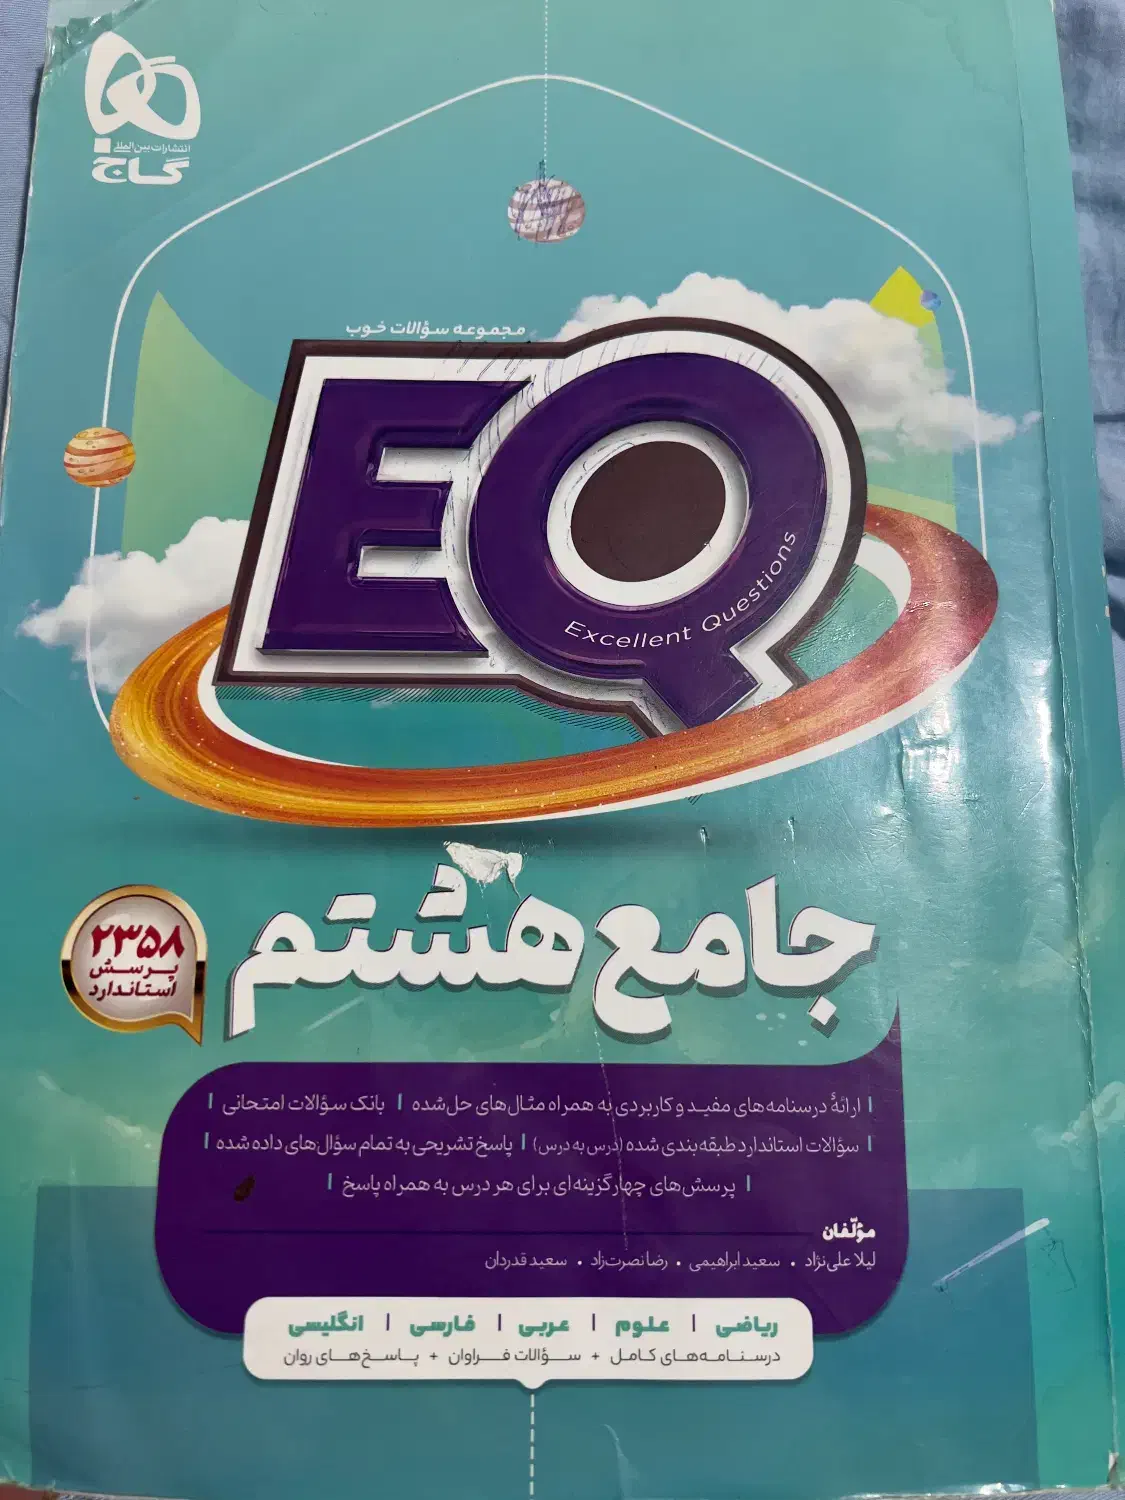 انتشارات بین‌المللی
گاج
مجموعه سؤالات خوب
EQ
Excellent Questions
جامع هشتم
۲۳۵۸
پرسش
استاندارد
| ارائهٔ درسنامه‌های مفید و کاربردی به همراه مثال‌های حل‌شده | بانک سؤالات امتحانی |
| سؤالات استاندارد طبقه‌بندی شده (درس به درس) | پاسخ تشریحی به تمام سؤال‌های داده شده |
| پرسش‌های چهارگزینه‌ای برای هر درس به همراه پاسخ |
مؤلّفان
لیلا علی‌نژاد • سعید ابراهیمی • رضا نصرت‌زاد • سعید قدردان
ریاضی | علوم | عربی | فارسی | انگلیسی
درسنامه‌های کامل + سؤالات فراوان + پاسخ‌های روان